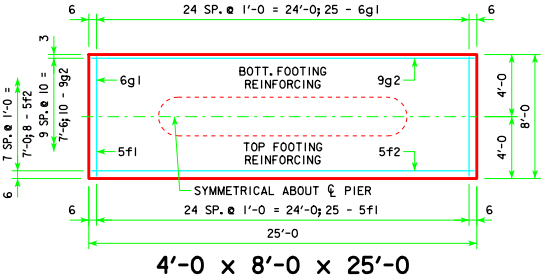 6
24 SP.@ 1'-0 = 24'-0; 25 - 6g1
6
3
6g1
BOTT. FOOTING
REINFORCING
9g2
7 SP.@ 1'-0 =
7'-0; 8 - 5f2
9 SP.@ 10 =
7'-6; 10 - 9g2
4'-0
4'-0
8'-0
5f1
TOP FOOTING
REINFORCING
5f2
6
SYMMETRICAL ABOUT ℄ PIER
6
24 SP.@ 1'-0 = 24'-0; 25 - 5f1
6
25'-0
4'-0 x 8'-0 x 25'-0